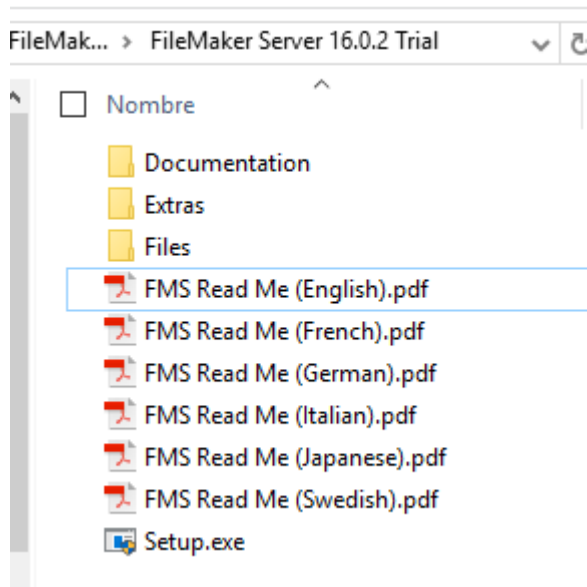 FileMak... > FileMaker Server 16.0.2 Trial
Nombre
Documentation
Extras
Files
FMS Read Me (English).pdf
FMS Read Me (French).pdf
FMS Read Me (German).pdf
FMS Read Me (Italian).pdf
FMS Read Me (Japanese).pdf
FMS Read Me (Swedish).pdf
Setup.exe